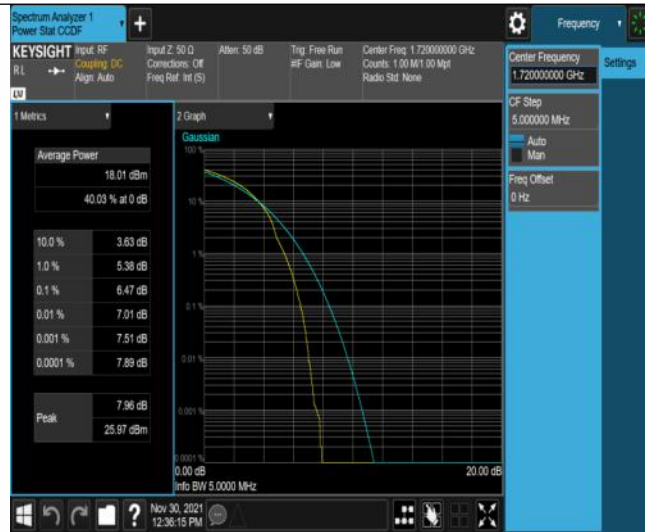 Spectrum Analyzer 1
Power Stat CCDF
+
Frequency
KEYSIGHT
R L
LXI
Input: RF
Coupling: DC
Align: Auto
Input Z: 50 Ω
Corrections: Off
Freq Ref: Int (S)
Atten: 50 dB
Trig: Free Run
#IF Gain: Low
Center Freq: 1.720000000 GHz
Counts: 1.00 M/1.00 Mpt
Radio Std: None
Center Frequency
1.720000000 GHz
Settings
CF Step
5.000000 MHz
Auto
Man
Freq Offset
0 Hz
1 Metrics
Average Power
18.01 dBm
40.03 % at 0 dB
10.0 % 3.63 dB
1.0 % 5.38 dB
0.1 % 6.47 dB
0.01 % 7.01 dB
0.001 % 7.51 dB
0.0001 % 7.89 dB
Peak
7.96 dB
25.97 dBm
2 Graph
Gaussian
100 %
10 %
1 %
0.1 %
0.01 %
0.001 %
0.0001 %
0.00 dB 20.00 dB
Info BW 5.0000 MHz
?
Nov 30, 2021
12:36:15 PM